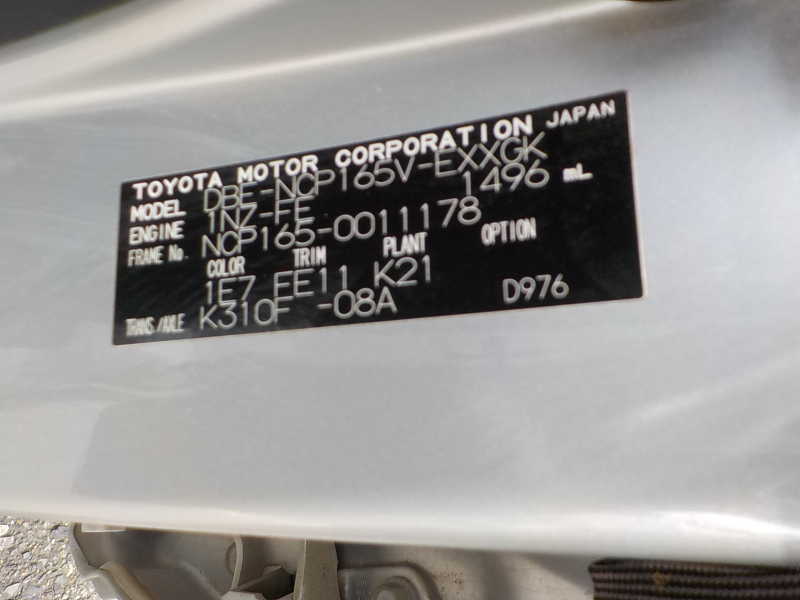 TOYOTA MOTOR CORPORATION JAPAN
MODEL DBE-NCP165V-EXXGK
ENGINE 1NZ-FE 1496 mL
FRAME No. NCP165-0011178
COLOR TRIM PLANT OPTION
1E7 FE11 K21
TRANS./AXLE K310F -08A D976